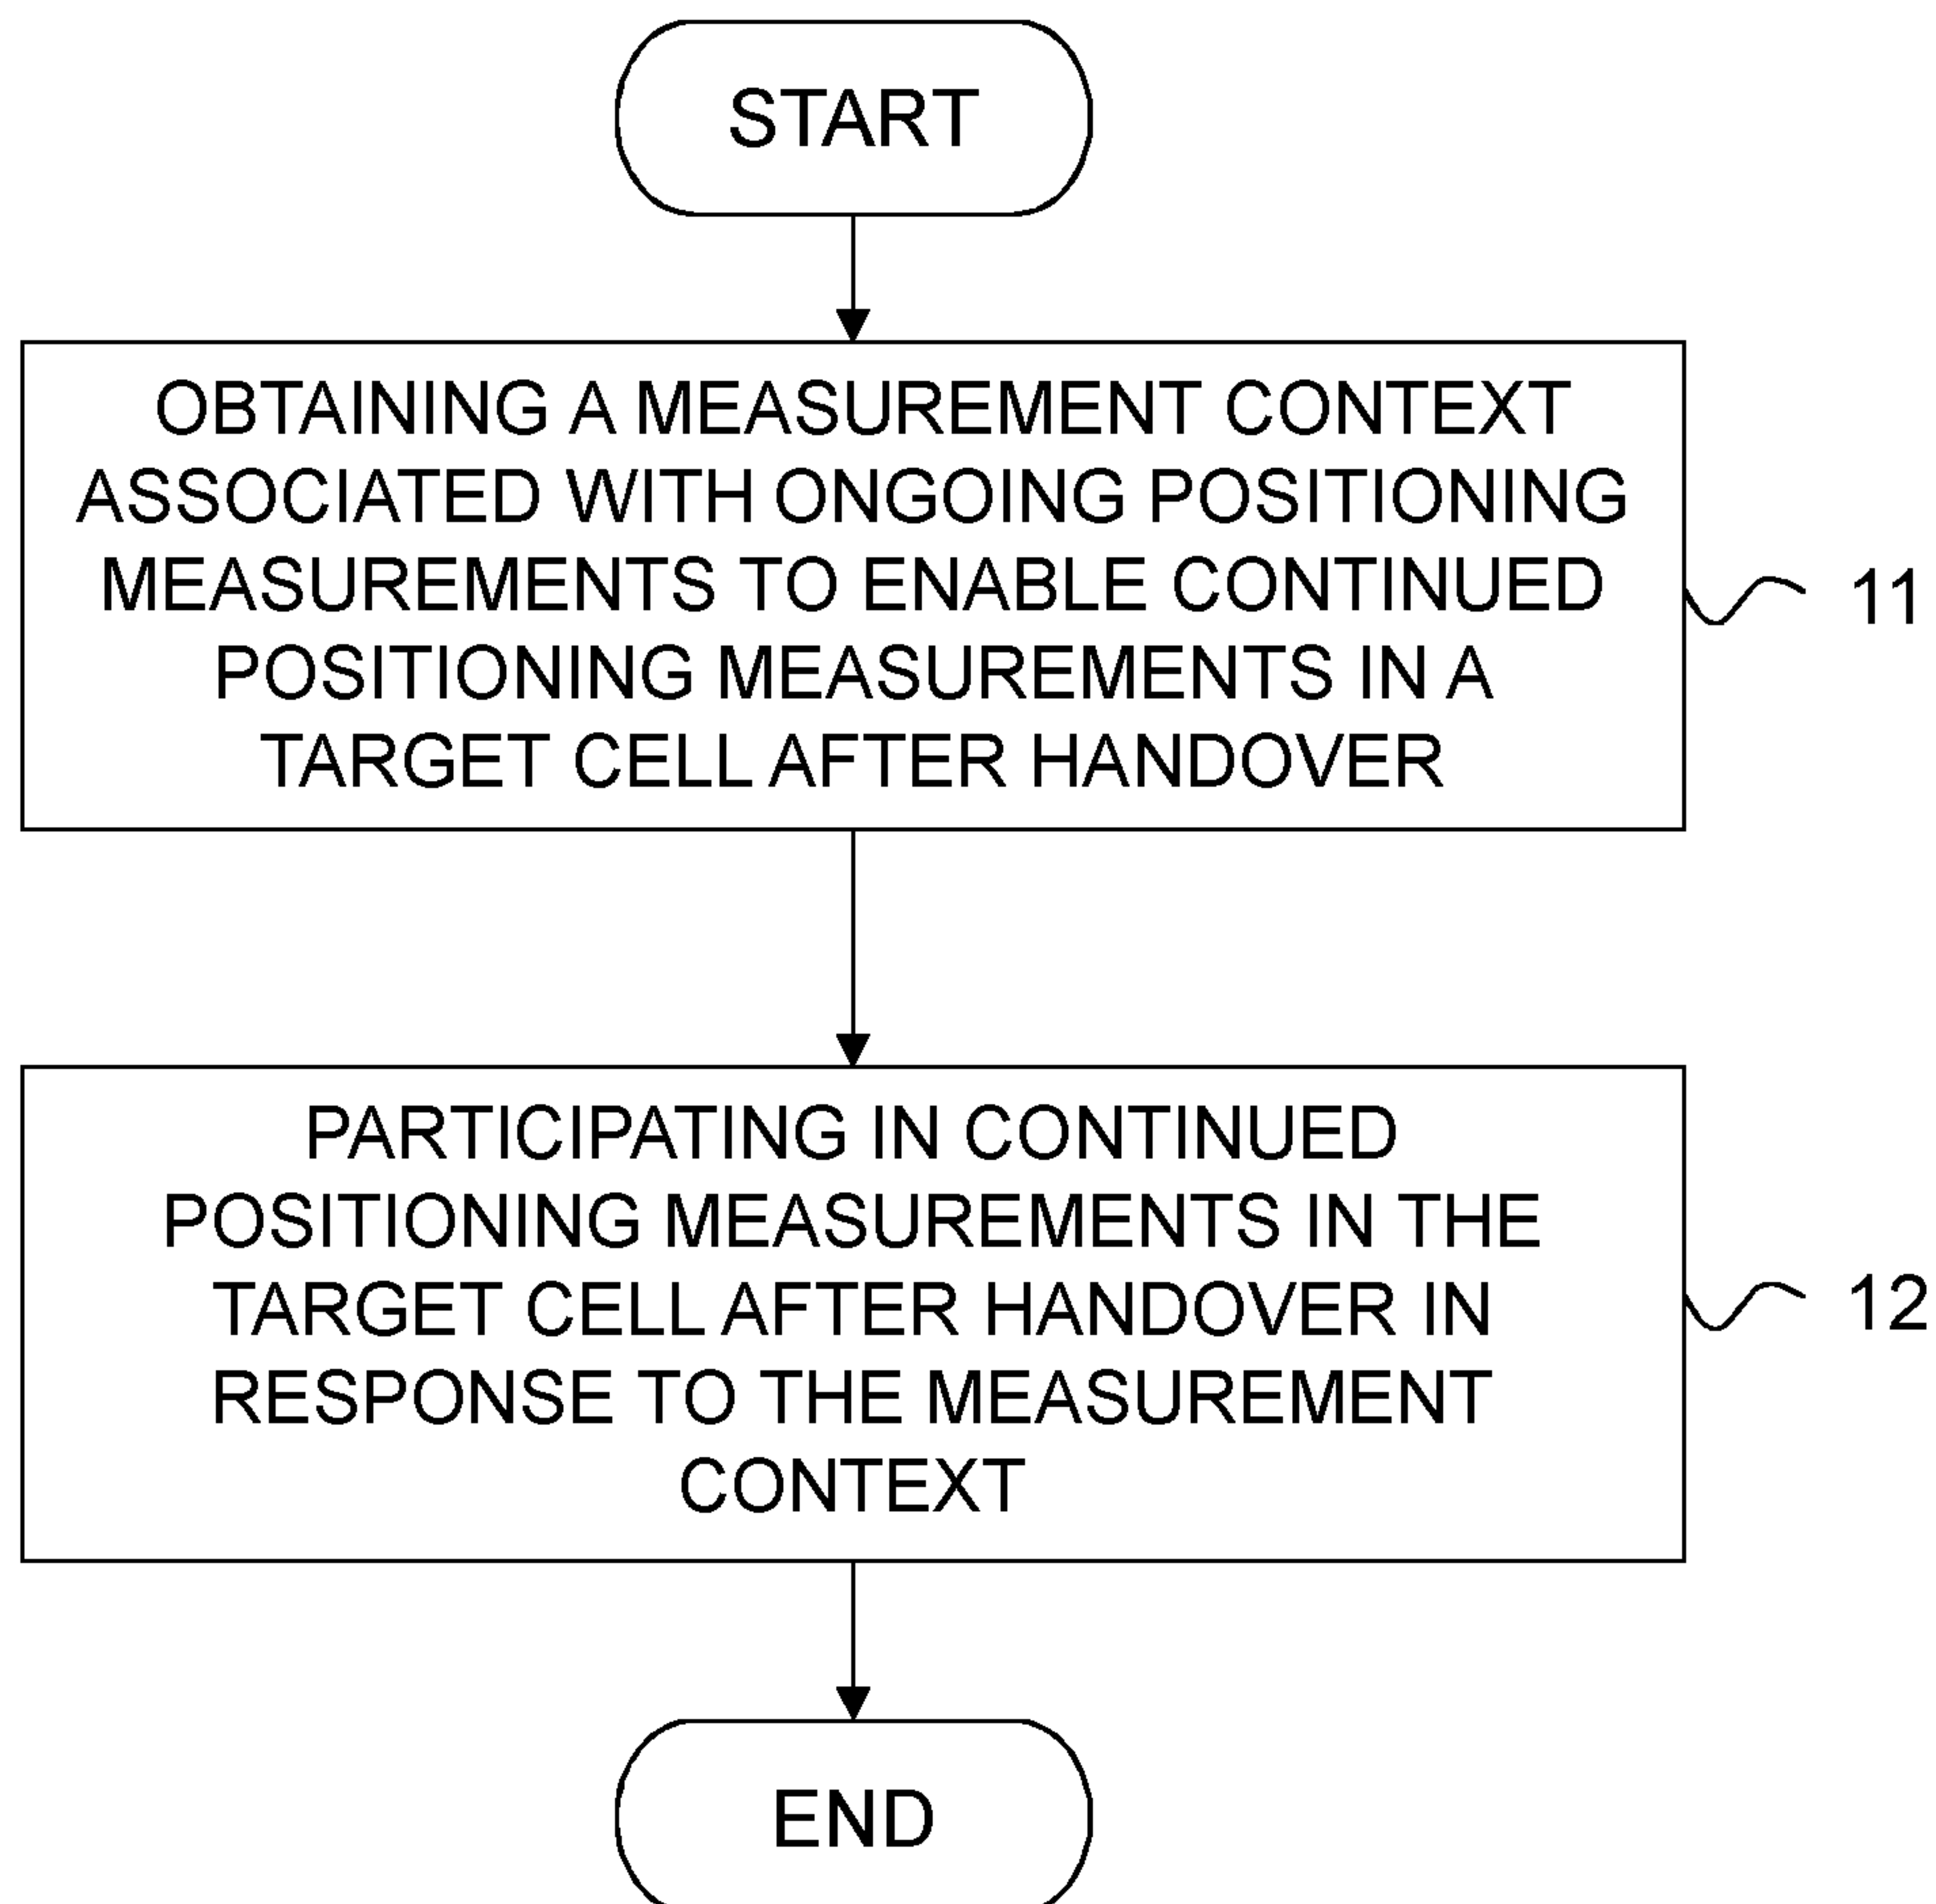 START
OBTAINING A MEASUREMENT CONTEXT
ASSOCIATED WITH ONGOING POSITIONING
MEASUREMENTS TO ENABLE CONTINUED
POSITIONING MEASUREMENTS IN A
TARGET CELL AFTER HANDOVER
11
PARTICIPATING IN CONTINUED
POSITIONING MEASUREMENTS IN THE
TARGET CELL AFTER HANDOVER IN
RESPONSE TO THE MEASUREMENT
CONTEXT
12
END